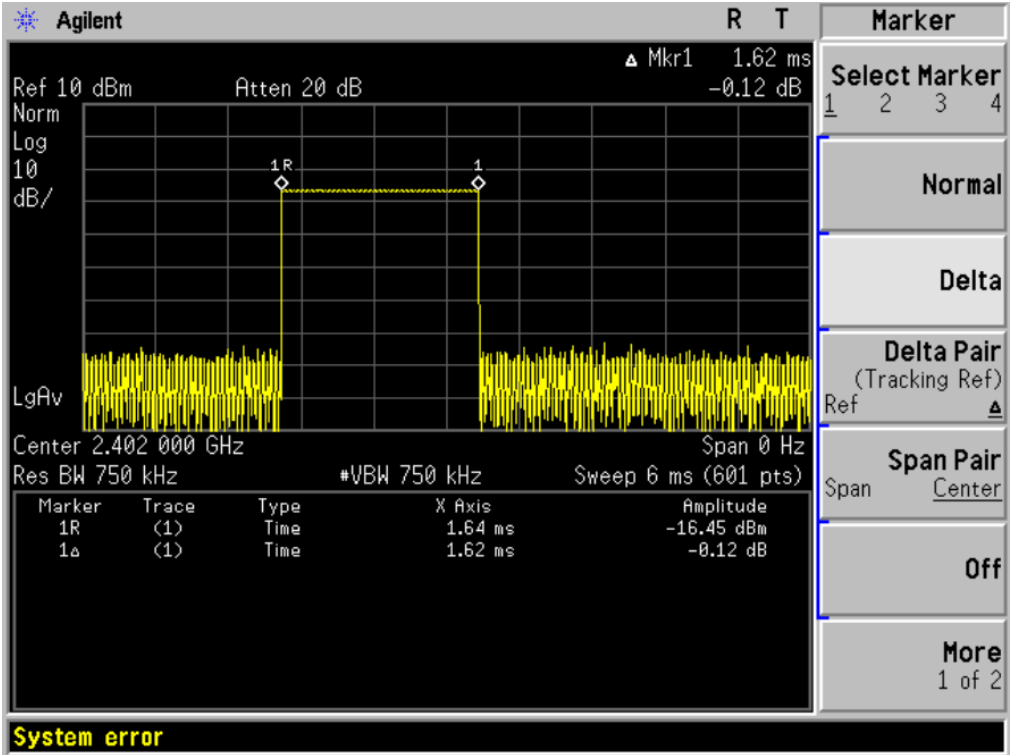 Agilent R T
Δ Mkr1 1.62 ms
Ref 10 dBm Atten 20 dB -0.12 dB
Norm
Log
10
dB/
1R 1
LgAv
Center 2.402 000 GHz Span 0 Hz
Res BW 750 kHz #VBW 750 kHz Sweep 6 ms (601 pts)
Marker Trace Type X Axis Amplitude
1R (1) Time 1.64 ms -16.45 dBm
1Δ (1) Time 1.62 ms -0.12 dB
System error
Marker
Select Marker
1 2 3 4
Normal
Delta
Delta Pair
(Tracking Ref)
Ref Δ
Span Pair
Span Center
Off
More
1 of 2